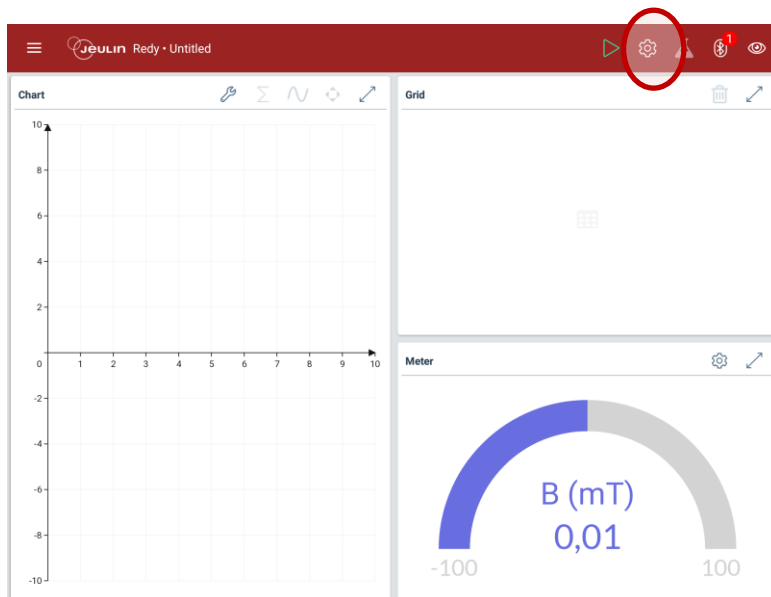 Jeulin Redy • Untitled
1
Chart
Grid
10
8
6
4
2
0 1 2 3 4 5 6 7 8 9 10
-2
-4
-6
-8
-10
Meter
B (mT)
0,01
-100 100